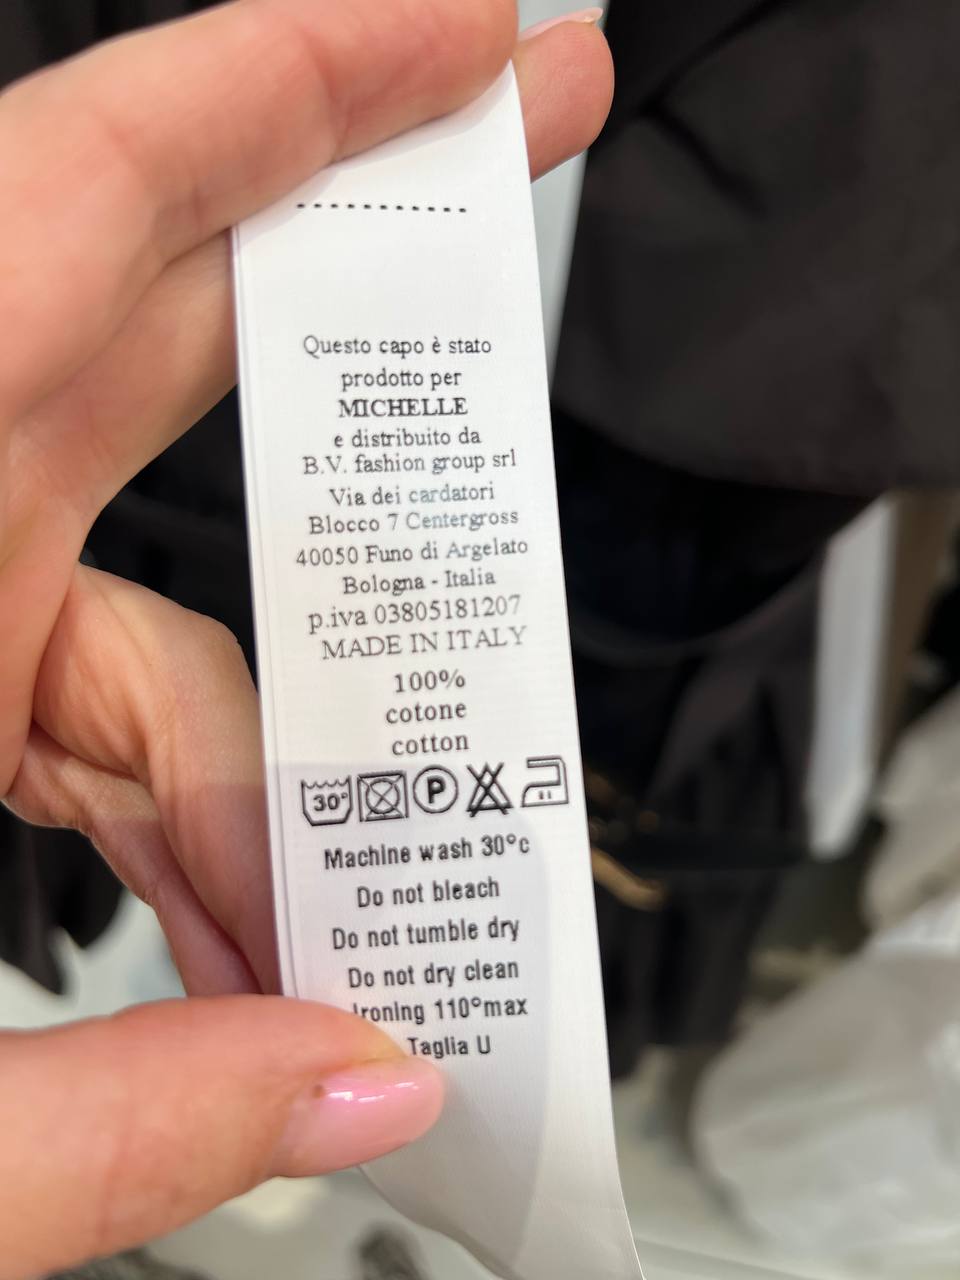 Questo capo è stato
prodotto per
MICHELLE
e distribuito da
B.V. fashion group srl
Via dei cardatori
Blocco 7 Centergross
40050 Funo di Argelato
Bologna - Italia
p.iva 03805181207
MADE IN ITALY
100%
cotone
cotton
30° P
Machine wash 30°c
Do not bleach
Do not tumble dry
Do not dry clean
Ironing 110°max
Taglia U